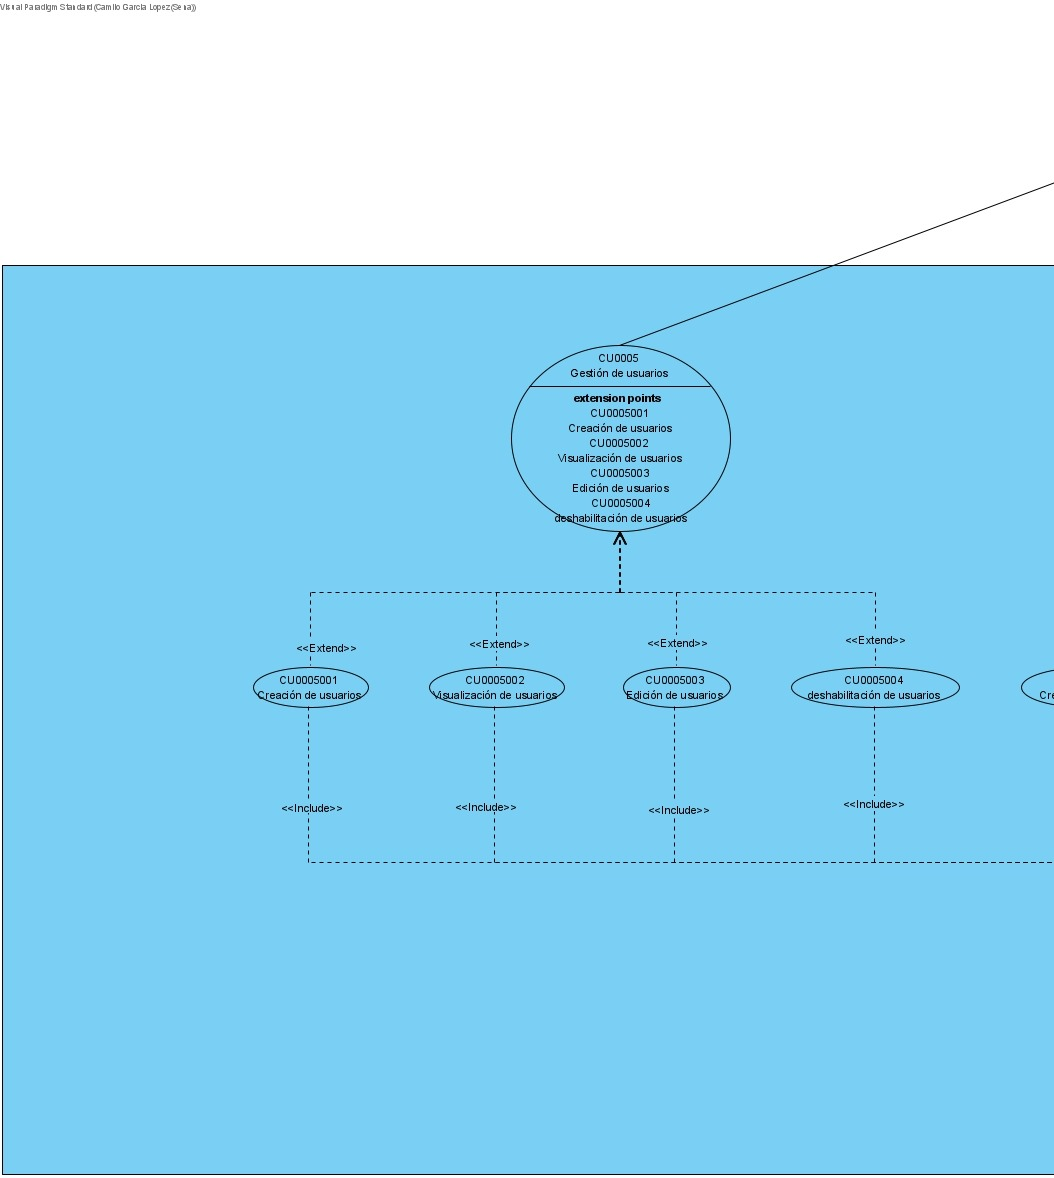 Visual Paradigm Standard (Camilo Garcia Lopez(Sena))
CU0005
Gestión de usuarios
extension points
CU0005001
Creación de usuarios
CU0005002
Visualización de usuarios
CU0005003
Edición de usuarios
CU0005004
deshabilitación de usuarios
<<Extend>>
<<Extend>>
<<Extend>>
<<Extend>>
CU0005001
Creación de usuarios
CU0005002
Visualización de usuarios
CU0005003
Edición de usuarios
CU0005004
deshabilitación de usuarios
Cre
<<Include>>
<<Include>>
<<Include>>
<<Include>>